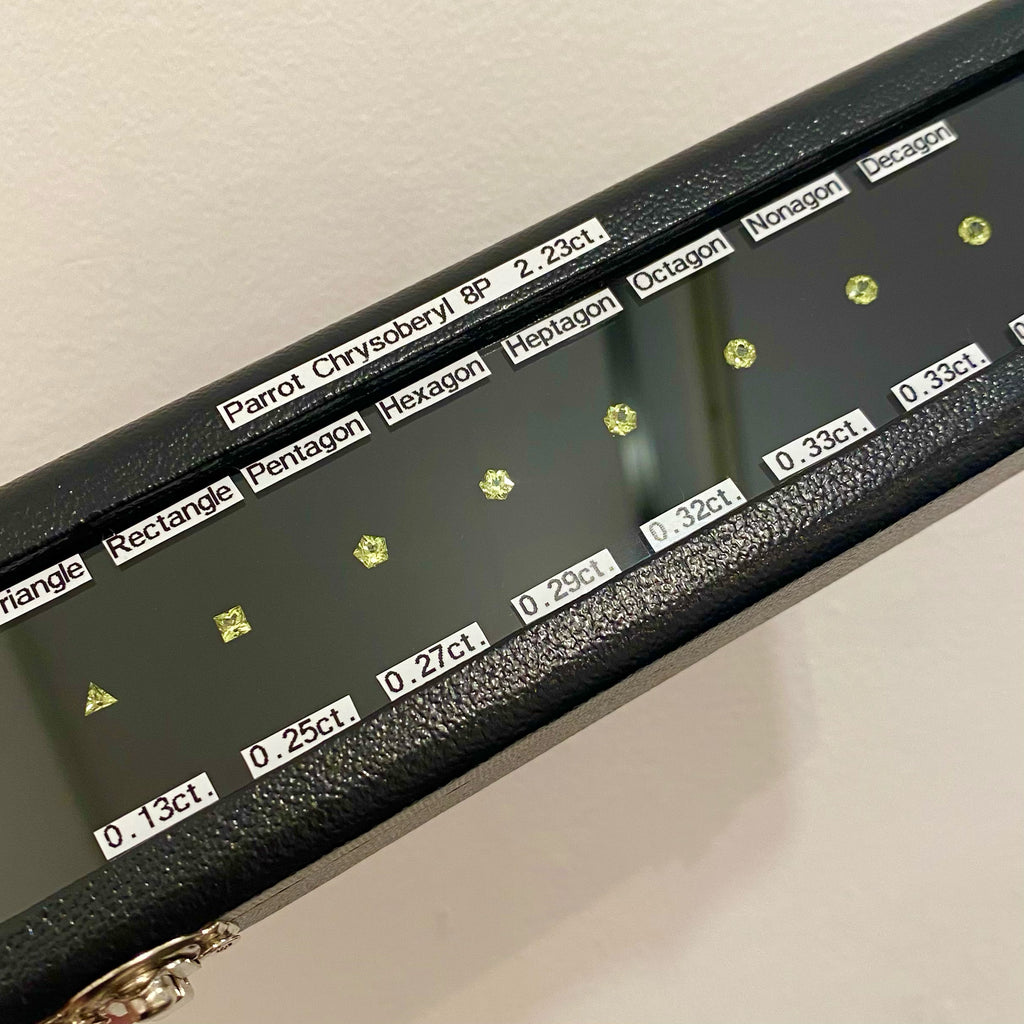 Parrot Chrysoberyl 8P 2.23ct.
riangle
Rectangle
Pentagon
Hexagon
Heptagon
Octagon
Nonagon
Decagon
0.13ct.
0.25ct.
0.27ct.
0.29ct.
0.32ct.
0.33ct.
0.33ct.